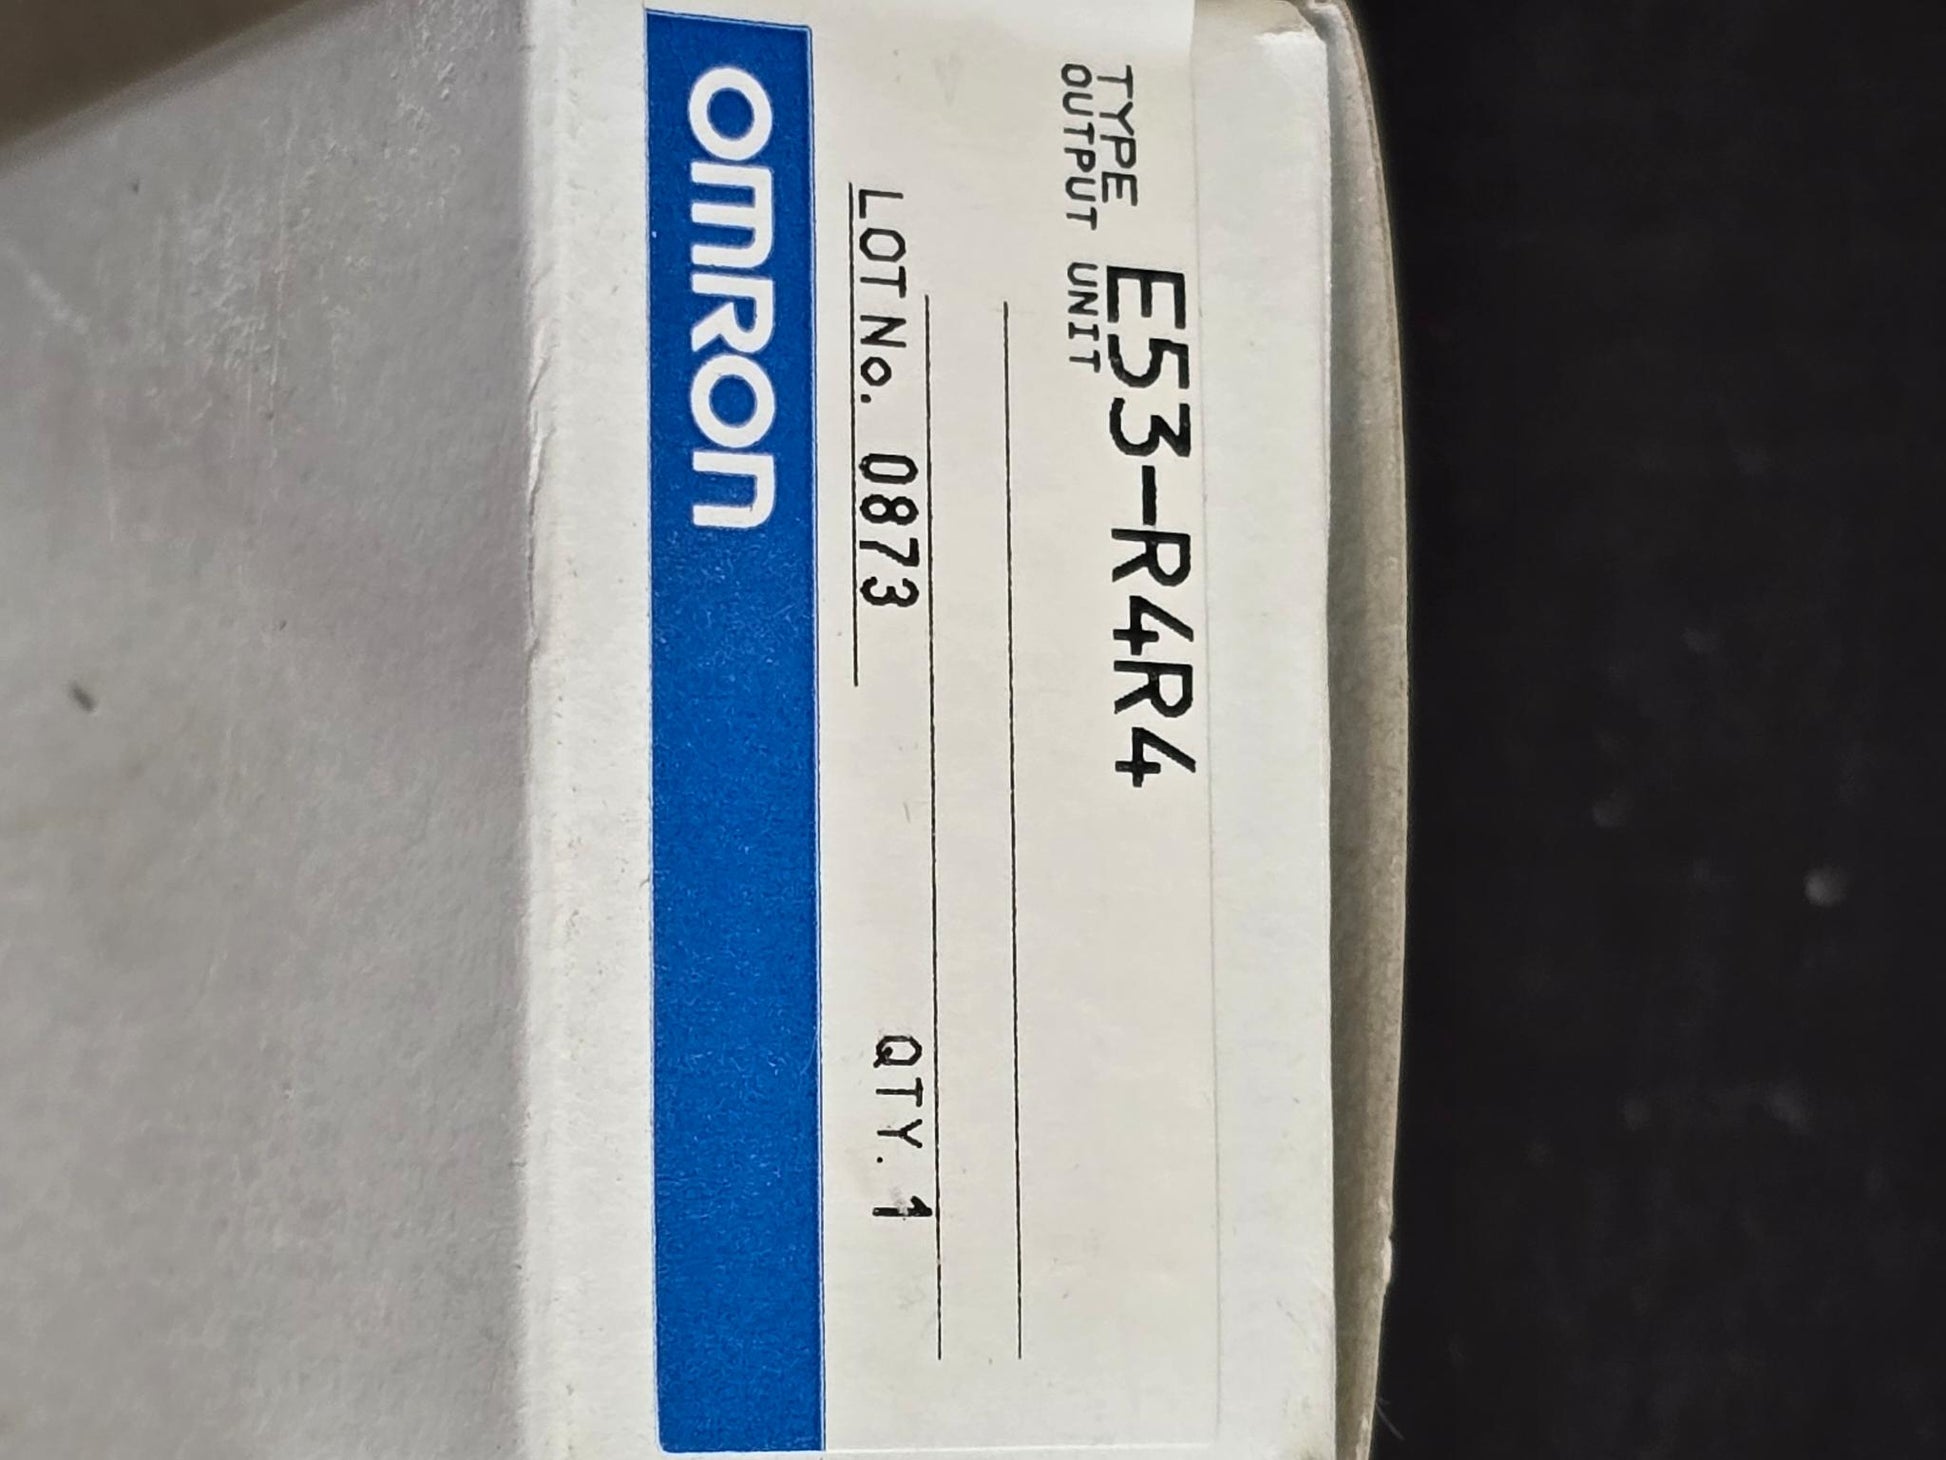 TYPE E53-R4R4
OUTPUT UNIT
LOT No. 0873 QTY. 1
OMRON